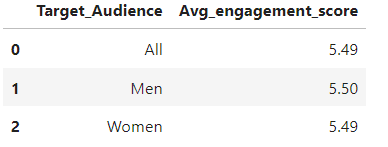 Target_Audience Avg_engagement_score
0 All 5.49
1 Men 5.50
2 Women 5.49